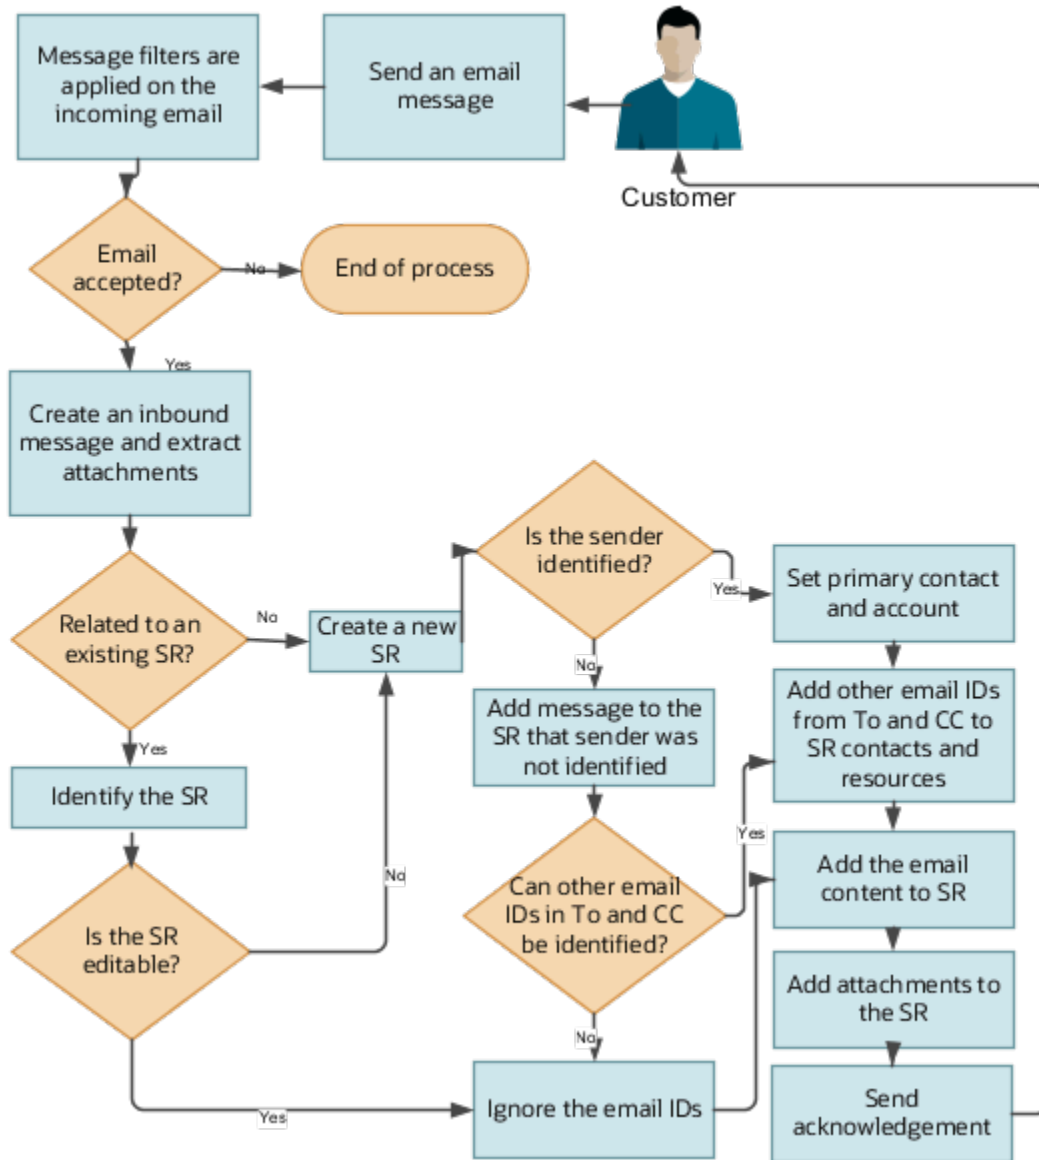 Message filters are
applied on the
incoming email
Send an email
message
Customer
Email
accepted?
No
End of process
Yes
Create an inbound
message and extract
attachments
Related to an
existing SR?
No
Create a new
SR
Is the sender
identified?
Yes
Set primary contact
and account
No
Add message to the
SR that sender was
not identified
Add other email IDs
from To and CC to
SR contacts and
resources
Yes
Identify the SR
Yes
Add the email
content to SR
Can other email
IDs in To and CC
be identified?
No
Is the SR
editable?
Add attachments to
the SR
No
Yes
Ignore the email IDs
Send
acknowledgement